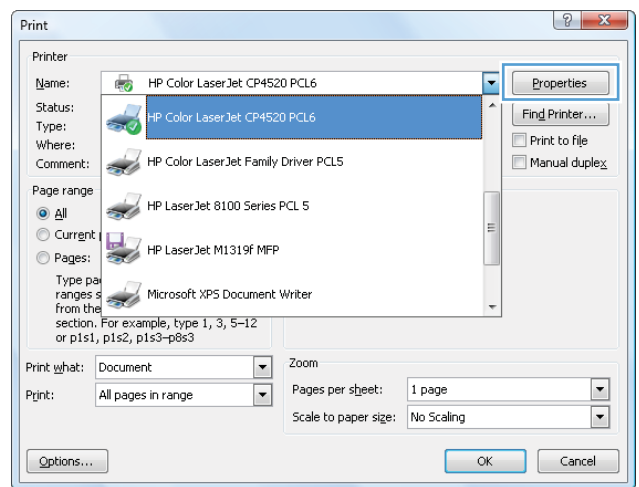 Print
Printer
Name: HP Color LaserJet CP4520 PCL6 Properties
Status:
HP Color LaserJet CP4520 PCL6 Find Printer...
Type:
Where: Print to file
Comment: HP Color LaserJet Family Driver PCL5 Manual duplex
Page range
All HP LaserJet 8100 Series PCL 5
Current
Pages: HP LaserJet M1319f MFP
Type
ranges
from the Microsoft XPS Document Writer
section. For example, type 1, 3, 5–12
or p1s1, p1s2, p1s3–p8s3
Print what: Document Zoom
Print: All pages in range Pages per sheet: 1 page
Scale to paper size: No Scaling
Options... OK Cancel